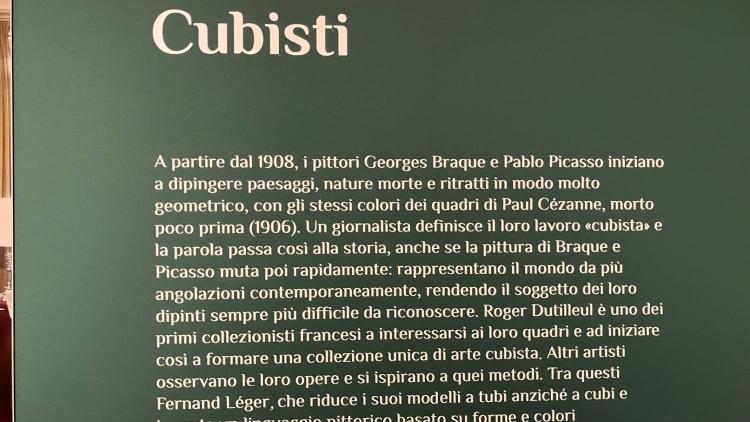 Cubisti
A partire dal 1908, i pittori Georges Braque e Pablo Picasso iniziano
a dipingere paesaggi, nature morte e ritratti in modo molto
geometrico, con gli stessi colori dei quadri di Paul Cézanne, morto
poco prima (1906). Un giornalista definisce il loro lavoro «cubista» e
la parola passa così alla storia, anche se la pittura di Braque e
Picasso muta poi rapidamente: rappresentano il mondo da più
angolazioni contemporaneamente, rendendo il soggetto dei loro
dipinti sempre più difficile da riconoscere. Roger Dutilleul è uno dei
primi collezionisti francesi a interessarsi ai loro quadri e ad iniziare
così a formare una collezione unica di arte cubista. Altri artisti
osservano le loro opere e si ispirano a quei metodi. Tra questi
Fernand Léger, che riduce i suoi modelli a tubi anziché a cubi e
linguaggio pittorico basato su forme e colori